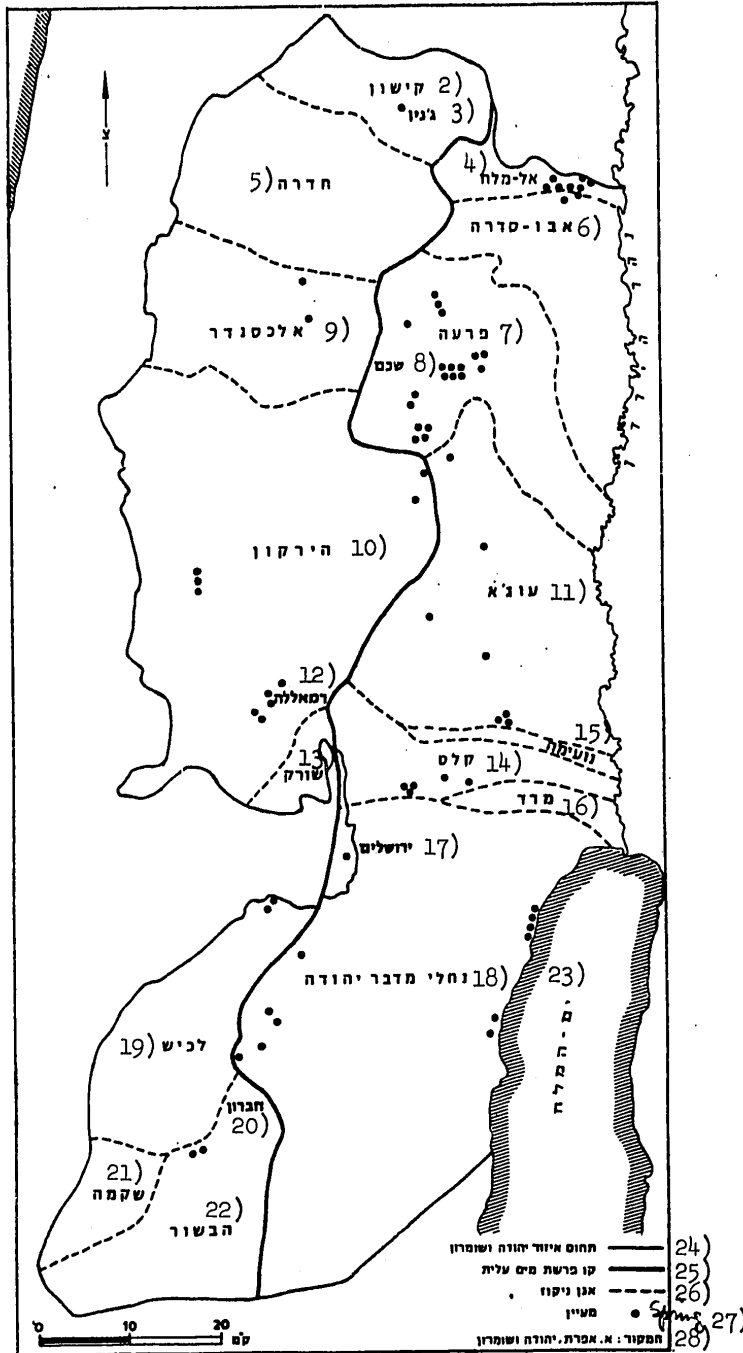 קישון 2)
ג'נין 3)
4) אל-מלח
5) חדרה
אבו-סדרה 6)
נהר הירדן
פרעה 7)
שכם 8)
אלכסנדר 9)
הירקון 10)
עוג'א 11)
12)
רמאללה
13)
שורק
קלט 14)
15)
נועימה
מרר 16)
ירושלים 17)
נחלי מדבר יהודה 18)
19) לכיש
חברון
20)
21)
שקמה
22)
הבשור
23)
ים-המלח
תחום איזור יהודה ושומרון 24)
קו פרשת מים עלית 25)
אגן ניקוז 26)
מעיין Spring 27)
המקור: א. אפרת, יהודה ושומרון 28)
20 10 0
ק"מ